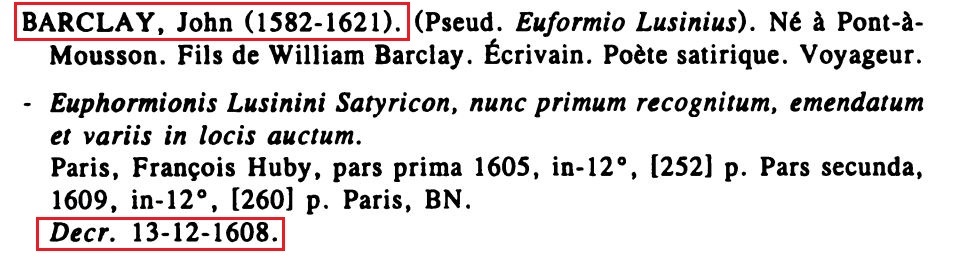 BARCLAY, John (1582-1621). (Pseud. Euformio Lusinius). Né à Pont-à-
Mousson. Fils de William Barclay. Écrivain. Poète satirique. Voyageur.
- Euphormionis Lusinini Satyricon, nunc primum recognitum, emendatum
et variis in locis auctum.
Paris, François Huby, pars prima 1605, in-12°, [252] p. Pars secunda,
1609, in-12°, [260] p. Paris, BN.
Decr. 13-12-1608.